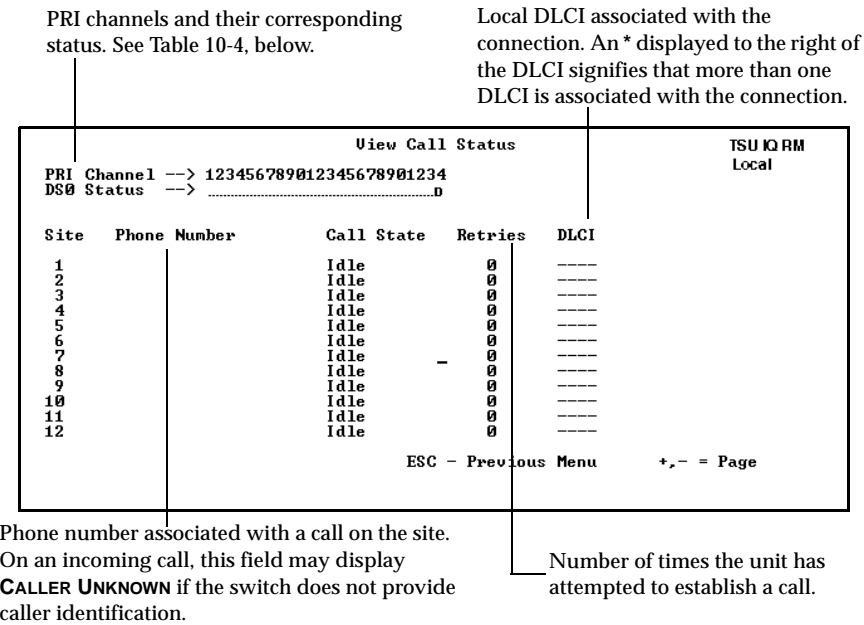 PRI channels and their corresponding
status. See Table 10-4, below.
Local DLCI associated with the
connection. An * displayed to the right of
the DLCI signifies that more than one
DLCI is associated with the connection.
View Call Status
TSU IQ RM
Local
PRI Channel --> 123456789012345678901234
DS0 Status --> .......................D
Site Phone Number Call State Retries DLCI
1 Idle 0 ----
2 Idle 0 ----
3 Idle 0 ----
4 Idle 0 ----
5 Idle 0 ----
6 Idle 0 ----
7 Idle 0 ----
8 Idle _ 0 ----
9 Idle 0 ----
10 Idle 0 ----
11 Idle 0 ----
12 Idle 0 ----
ESC - Previous Menu +,- = Page
Phone number associated with a call on the site.
On an incoming call, this field may display
CALLER UNKNOWN if the switch does not provide
caller identification.
Number of times the unit has
attempted to establish a call.